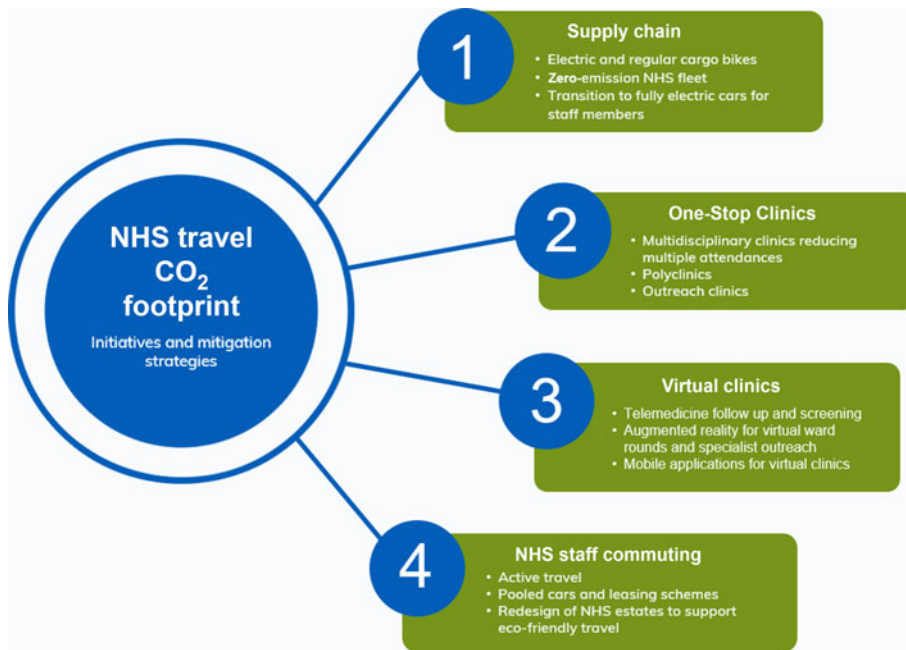 NHS travel
CO₂
footprint
Initiatives and mitigation
strategies
1
Supply chain
• Electric and regular cargo bikes
• Zero-emission NHS fleet
• Transition to fully electric cars for
staff members
2
One-Stop Clinics
• Multidisciplinary clinics reducing
multiple attendances
• Polyclinics
• Outreach clinics
3
Virtual clinics
• Telemedicine follow up and screening
• Augmented reality for virtual ward
rounds and specialist outreach
• Mobile applications for virtual clinics
4
NHS staff commuting
• Active travel
• Pooled cars and leasing schemes
• Redesign of NHS estates to support
eco-friendly travel